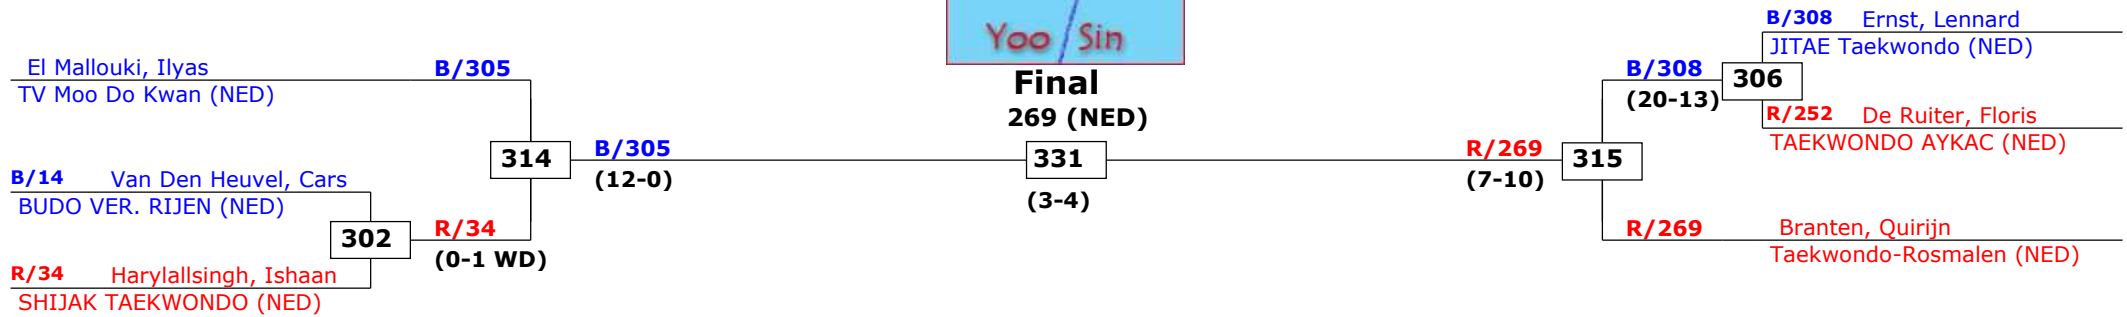 Yoo/Sin
Final
269 (NED)
331
(3-4)
El Mallouki, Ilyas
TV Moo Do Kwan (NED)
B/305
314
B/305
(12-0)
B/14 Van Den Heuvel, Cars
BUDO VER. RIJEN (NED)
302
R/34
(0-1 WD)
R/34 Harylallsingh, Ishaan
SHIJAK TAEKWONDO (NED)
B/308 Ernst, Lennard
JITAE Taekwondo (NED)
B/308
306
(20-13)
R/252 De Ruiter, Floris
TAEKWONDO AYKAC (NED)
R/269
315
(7-10)
R/269 Branten, Quirijn
Taekwondo-Rosmalen (NED)